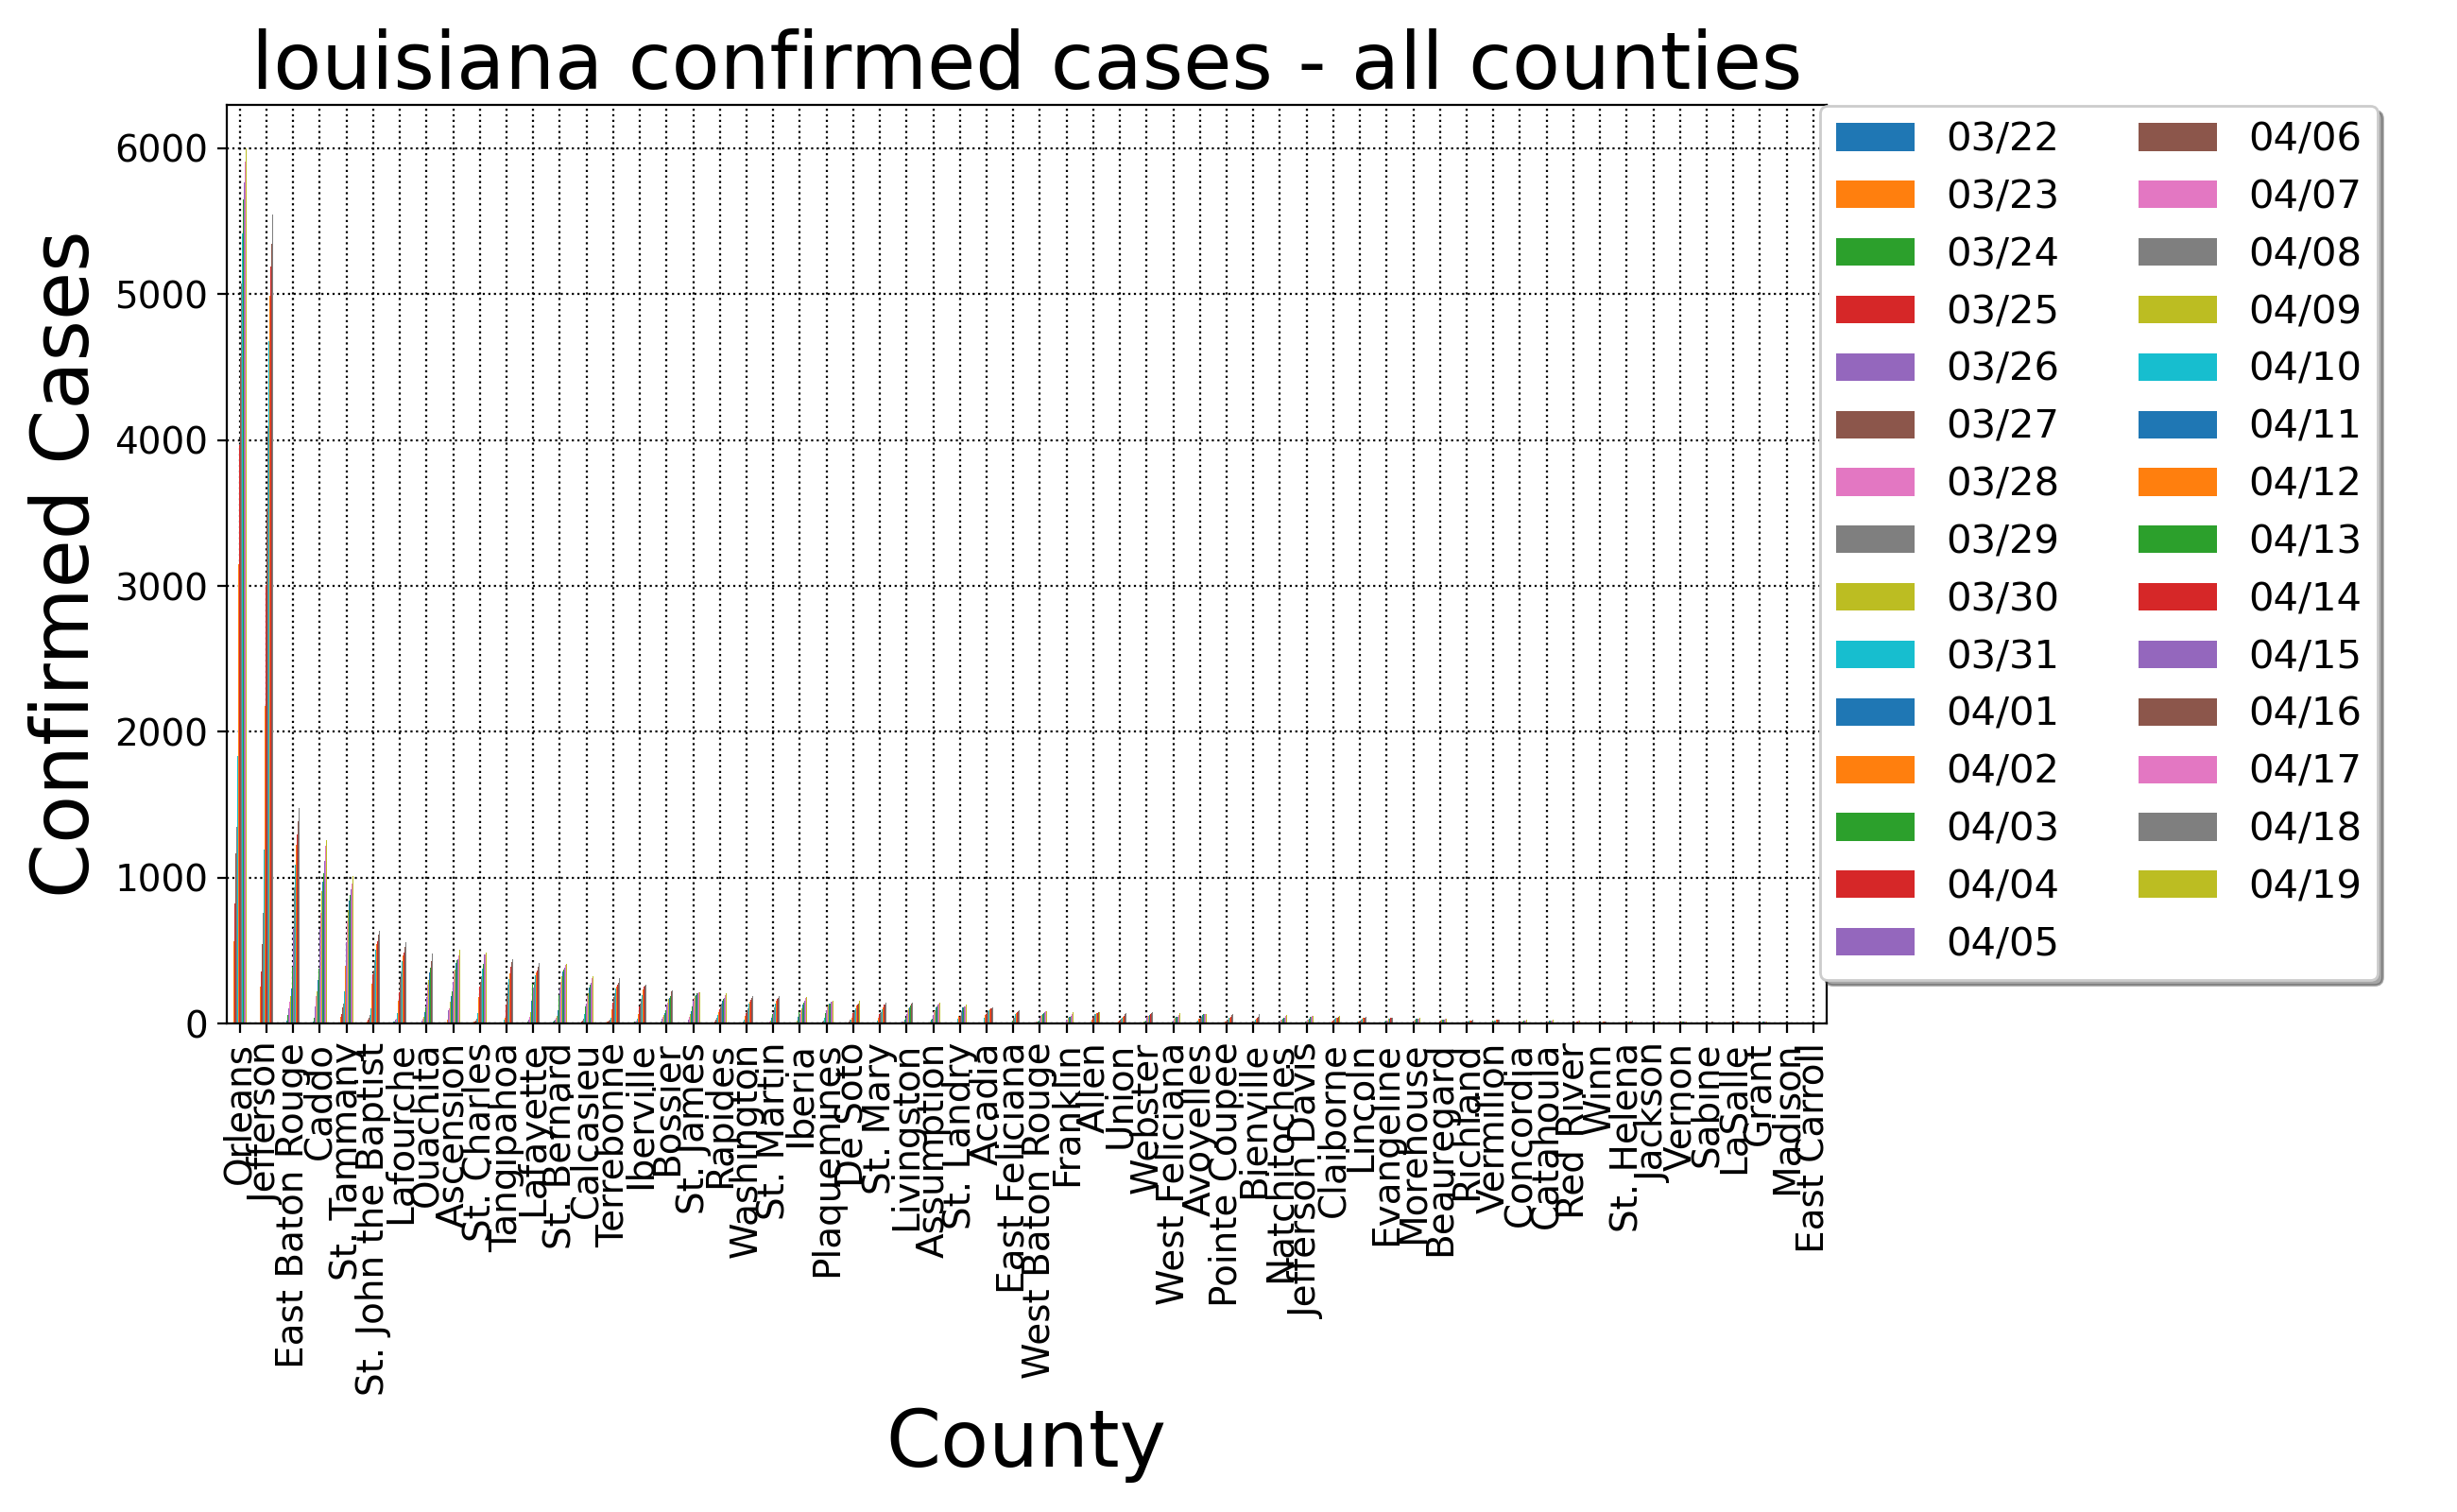 louisiana confirmed cases - all counties
Confirmed Cases
6000
5000
4000
3000
2000
1000
0
Orleans
Jefferson
East Baton Rouge
Caddo
St. Tammany
St. John the Baptist
Lafourche
Ouachita
Ascension
St. Charles
Tangipahoa
Lafayette
St. Bernard
Calcasieu
Terrebonne
Iberville
Bossier
St. James
Rapides
Washington
St. Martin
Iberia
Plaquemines
De Soto
St. Mary
Livingston
Assumption
St. Landry
Acadia
East Feliciana
West Baton Rouge
Franklin
Allen
Union
Webster
West Feliciana
Avoyelles
Pointe Coupee
Bienville
Natchitoches
Jefferson Davis
Claiborne
Lincoln
Evangeline
Morehouse
Beauregard
Richland
Vermilion
Concordia
Catahoula
Red River
Winn
St. Helena
Jackson
Vernon
Sabine
LaSalle
Grant
Madison
East Carroll
County
03/22
03/23
03/24
03/25
03/26
03/27
03/28
03/29
03/30
03/31
04/01
04/02
04/03
04/04
04/05
04/06
04/07
04/08
04/09
04/10
04/11
04/12
04/13
04/14
04/15
04/16
04/17
04/18
04/19